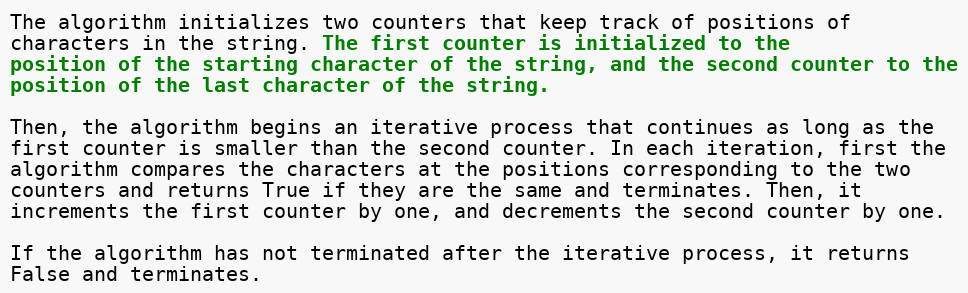 The algorithm initializes two counters that keep track of positions of
characters in the string. The first counter is initialized to the
position of the starting character of the string, and the second counter to the
position of the last character of the string.

Then, the algorithm begins an iterative process that continues as long as the
first counter is smaller than the second counter. In each iteration, first the
algorithm compares the characters at the positions corresponding to the two
counters and returns True if they are the same and terminates. Then, it
increments the first counter by one, and decrements the second counter by one.

If the algorithm has not terminated after the iterative process, it returns
False and terminates.